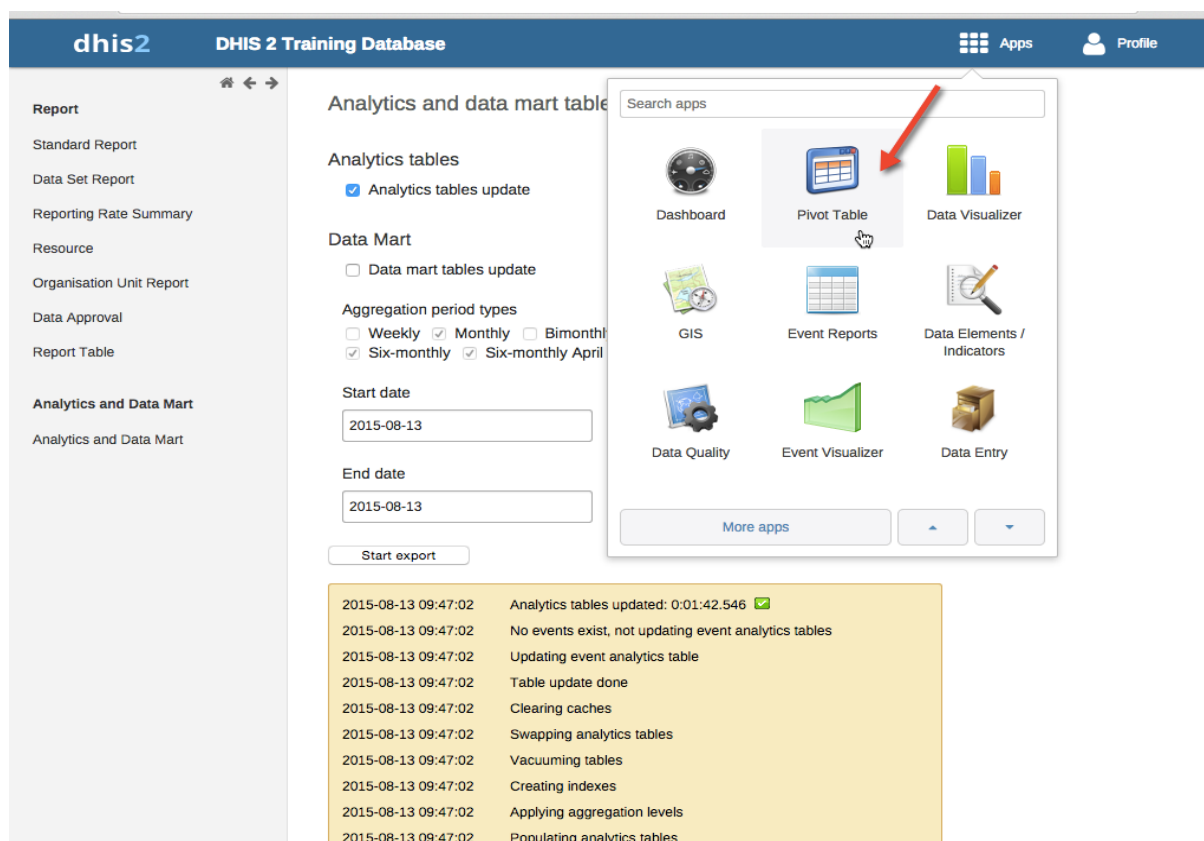 dhis2
DHIS 2 Training Database
Apps
Profile
Report
Standard Report
Data Set Report
Reporting Rate Summary
Resource
Organisation Unit Report
Data Approval
Report Table
Analytics and Data Mart
Analytics and Data Mart
Analytics and data mart table
Analytics tables
Analytics tables update
Data Mart
Data mart tables update
Aggregation period types
Weekly Monthly Bimonthl
Six-monthly Six-monthly April
Start date
2015-08-13
End date
2015-08-13
Start export
Search apps
Dashboard
Pivot Table
Data Visualizer
GIS
Event Reports
Data Elements /
Indicators
Data Quality
Event Visualizer
Data Entry
More apps
2015-08-13 09:47:02 Analytics tables updated: 0:01:42.546
2015-08-13 09:47:02 No events exist, not updating event analytics tables
2015-08-13 09:47:02 Updating event analytics table
2015-08-13 09:47:02 Table update done
2015-08-13 09:47:02 Clearing caches
2015-08-13 09:47:02 Swapping analytics tables
2015-08-13 09:47:02 Vacuuming tables
2015-08-13 09:47:02 Creating indexes
2015-08-13 09:47:02 Applying aggregation levels
2015-08-13 09:47:02 Populating analytics tables